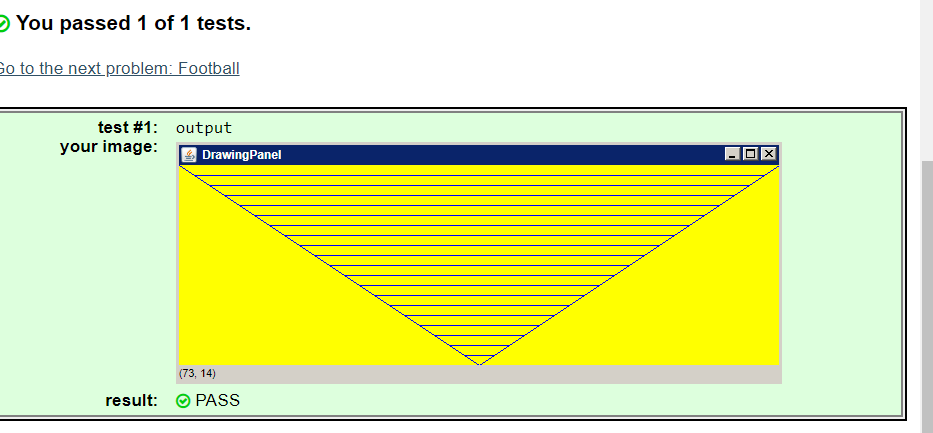 You passed 1 of 1 tests.
Go to the next problem: Football
test #1: output
your image:
DrawingPanel
(73, 14)
result: PASS